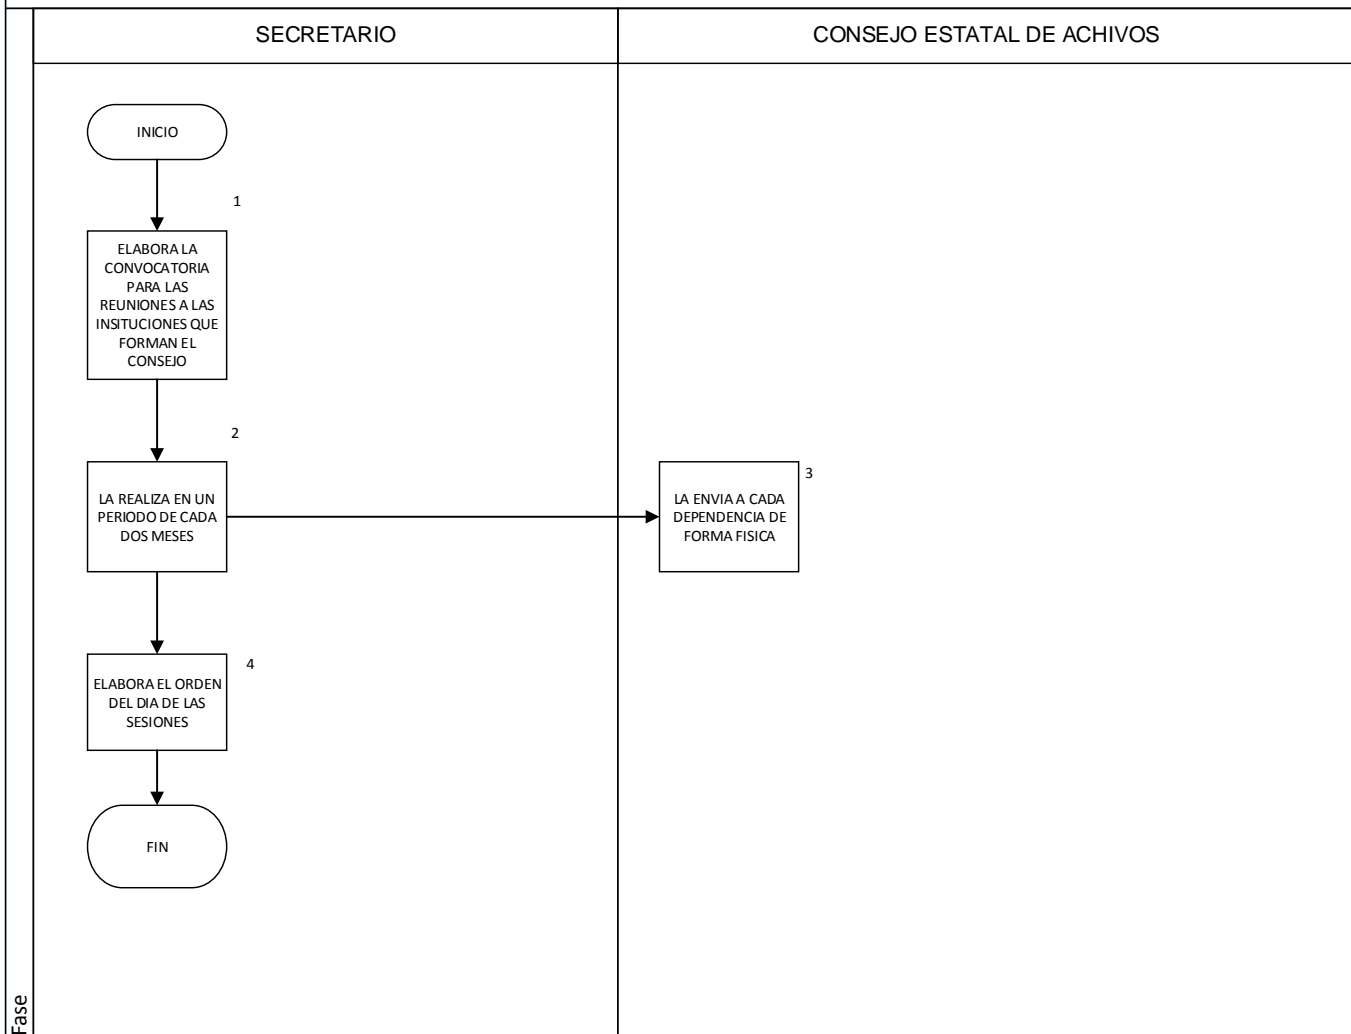 SECRETARIO
CONSEJO ESTATAL DE ACHIVOS
INICIO
1
ELABORA LA
CONVOCATORIA
PARA LAS
REUNIONES A LAS
INSITUCIONES QUE
FORMAN EL
CONSEJO
2
LA REALIZA EN UN
PERIODO DE CADA
DOS MESES
3
LA ENVIA A CADA
DEPENDENCIA DE
FORMA FISICA
4
ELABORA EL ORDEN
DEL DIA DE LAS
SESIONES
FIN
Fase